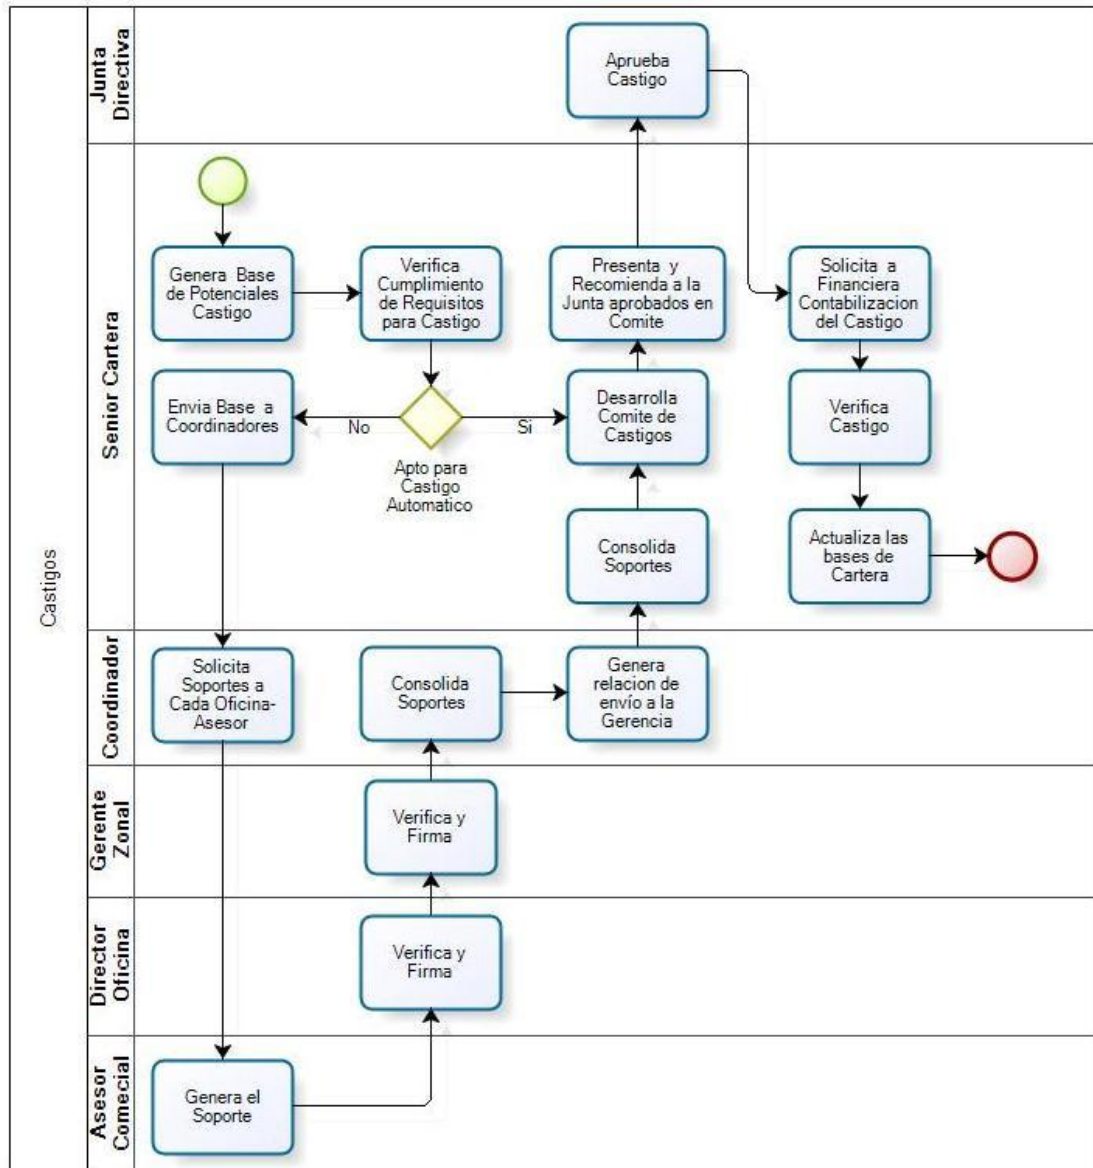 Castigos
Junta
Directiva
Aprueba
Castigo
Senior Cartera
Genera Base
de Potenciales
Castigo
Verifica
Cumplimiento
de Requisitos
para Castigo
Presenta y
Recomienda a la
Junta aprobados en
Comite
Solicita a
Financiera
Contabilizacion
del Castigo
Envia Base a
Coordinadores
No
Si
Apto para
Castigo
Automatico
Desarrolla
Comite de
Castigos
Verifica
Castigo
Consolida
Soportes
Actualiza las
bases de
Cartera
Coordinador
Solicita
Soportes a
Cada Oficina-
Asesor
Consolida
Soportes
Genera
relacion de
envío a la
Gerencia
Gerente
Zonal
Verifica y
Firma
Director
Oficina
Verifica y
Firma
Asesor
Comecial
Genera el
Soporte